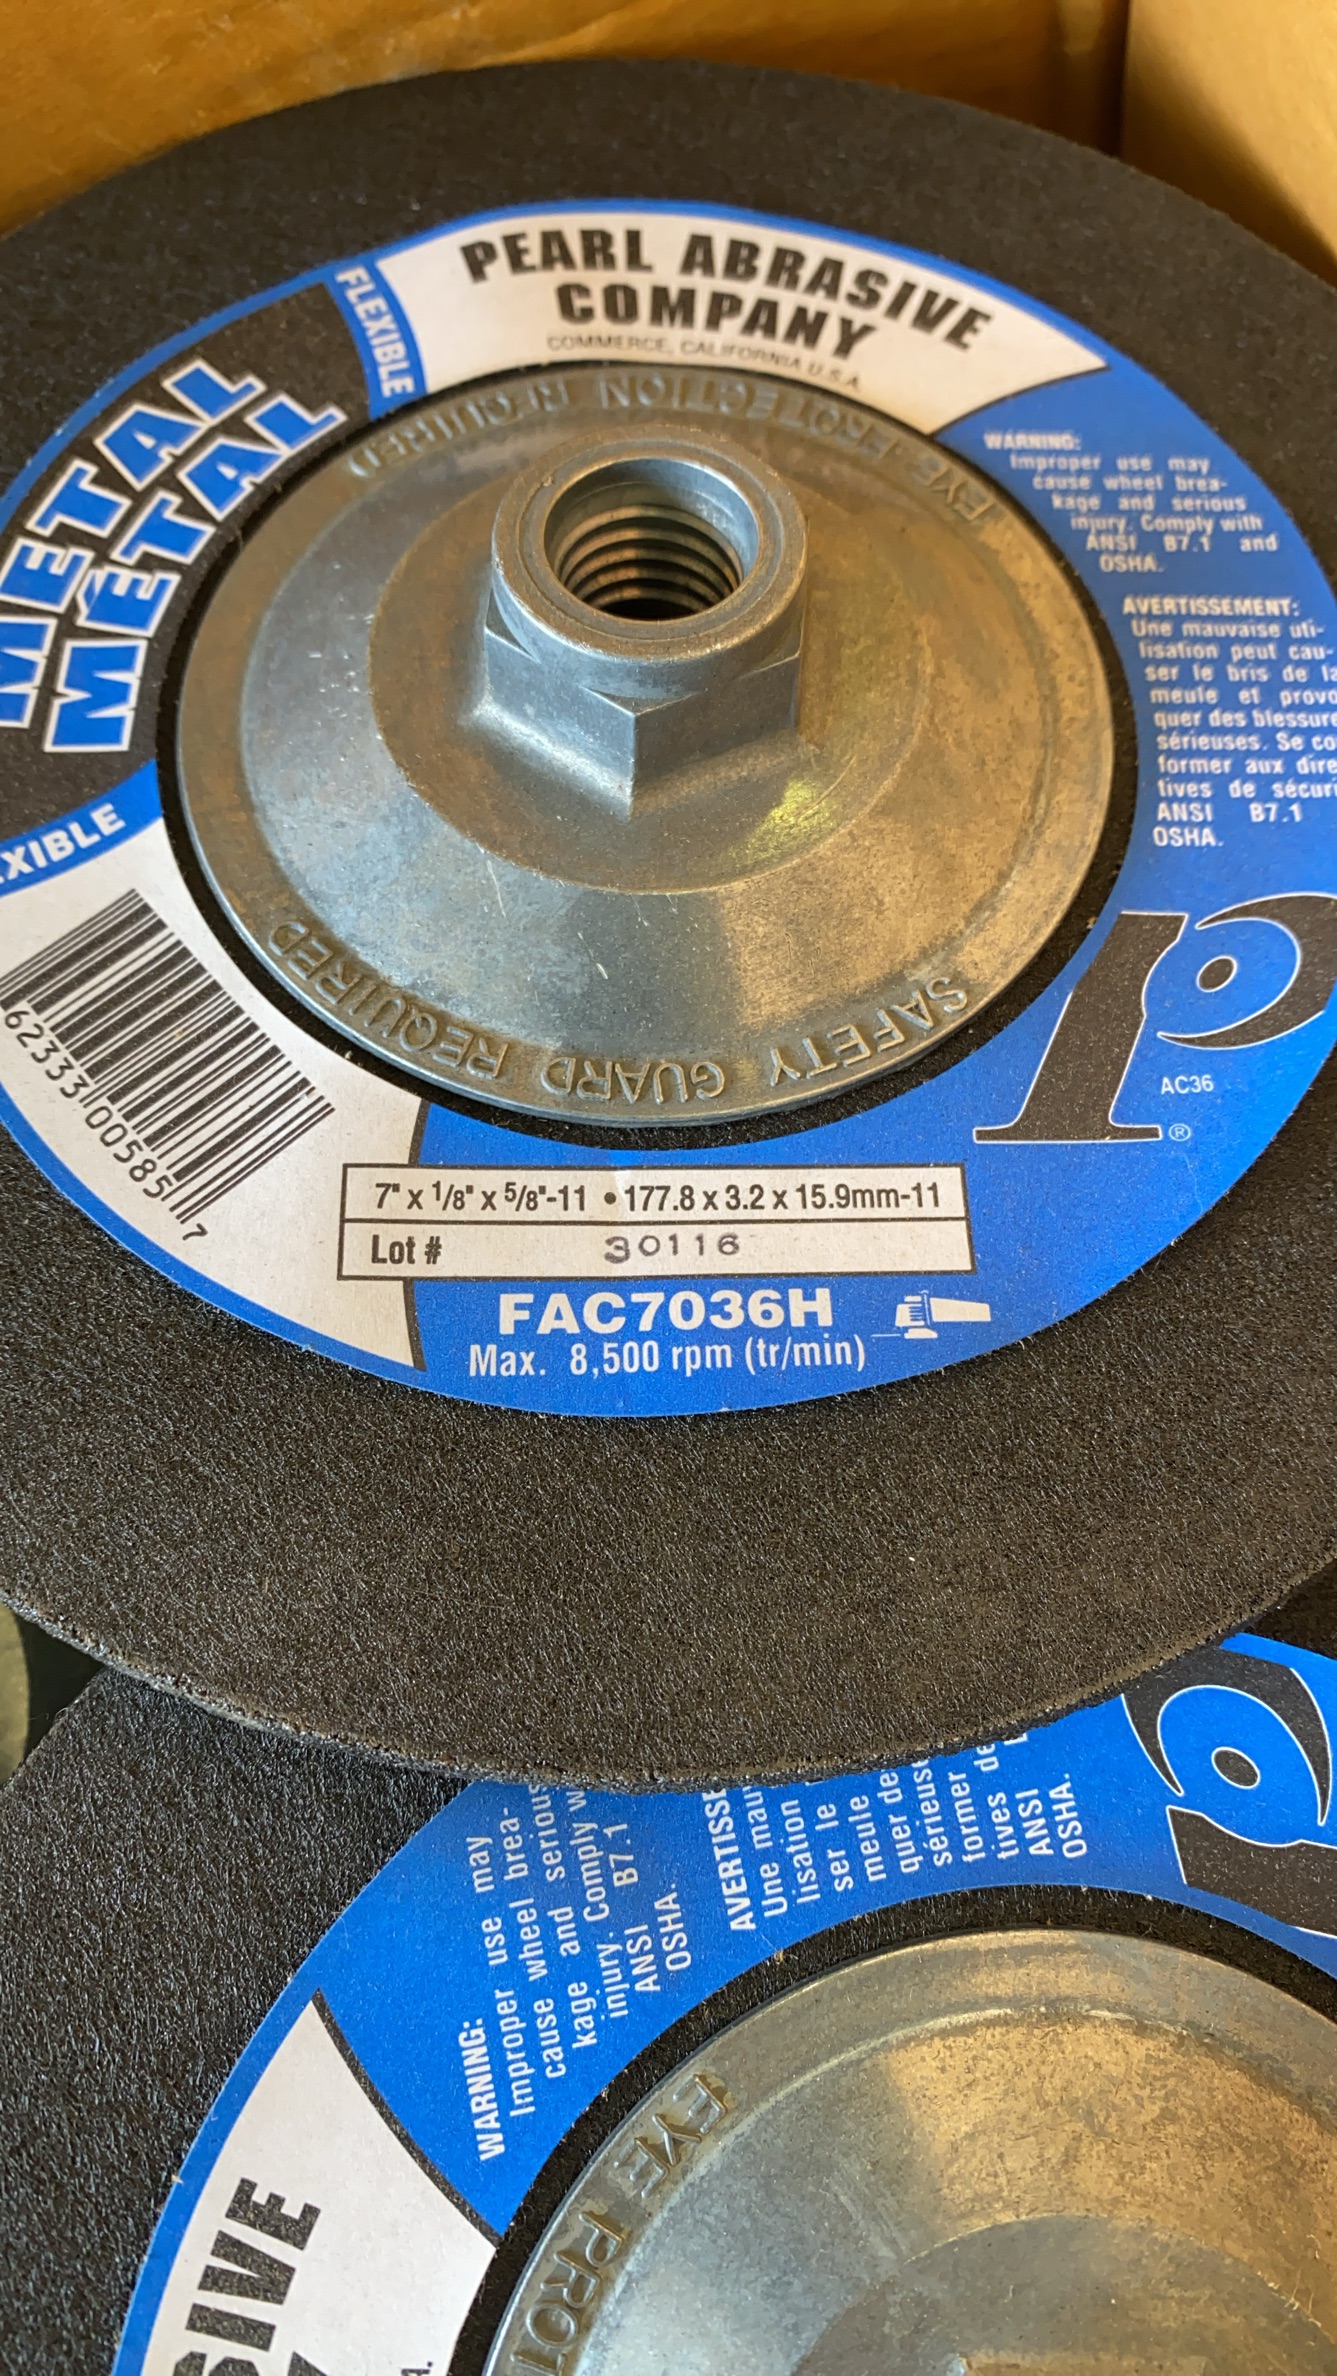 PEARL ABRASIVE
COMPANY
COMMERCE, CALIFORNIA U.S.A.
FLEXIBLE
METAL
MÉTAL
XIBLE
EYE PROTECTION REQUIRED
SAFETY GUARD REQUIRED
WARNING:
Improper use may
cause wheel brea-
kage and serious
injury. Comply with
ANSI B7.1 and
OSHA.
AVERTISSEMENT:
Une mauvaise uti-
lisation peut cau-
ser le bris de la
meule et provo
quer des blessure
sérieuses. Se co
former aux dire
tives de sécuri
ANSI B7.1
OSHA.
AC36
®
62333 00585 7
7" x 1/8" x 5/8"-11 • 177.8 x 3.2 x 15.9mm-11
Lot # 30116
FAC7036H
Max. 8,500 rpm (tr/min)
WARNING:
Improper use may
cause wheel brea-
kage and serious
injury. Comply w
ANSI B7.1
OSHA.
AVERTISSE
Une mau
lisation
ser le
meule
quer de
sérieus
former
tives de
ANSI
OSHA.
EYE PROT
SIVE